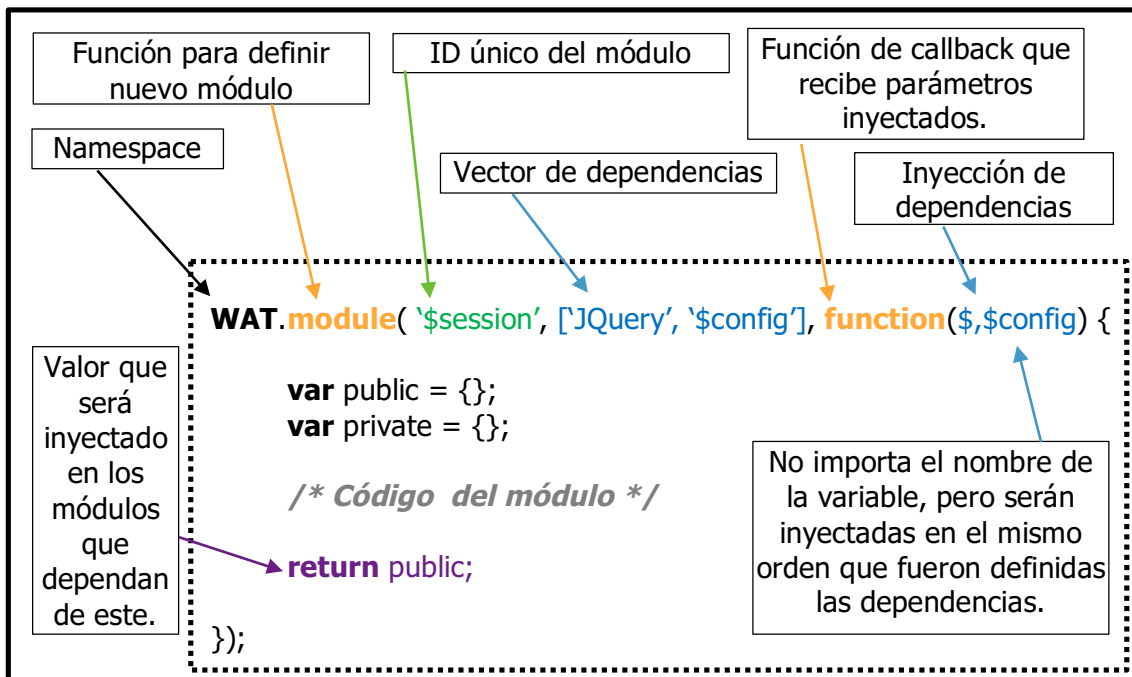 Función para definir
nuevo módulo
ID único del módulo
Función de callback que
recibe parámetros
inyectados.
Namespace
Vector de dependencias
Inyección de
dependencias
WAT.module( ‘$session’, [‘JQuery’, ‘$config’], function($,$config) {
Valor que
será
inyectado
en los
módulos
que
dependan
de este.
var public = {};
var private = {};
/* Código  del módulo */
return public;
});
No importa el nombre de
la variable, pero serán
inyectadas en el mismo
orden que fueron definidas
las dependencias.